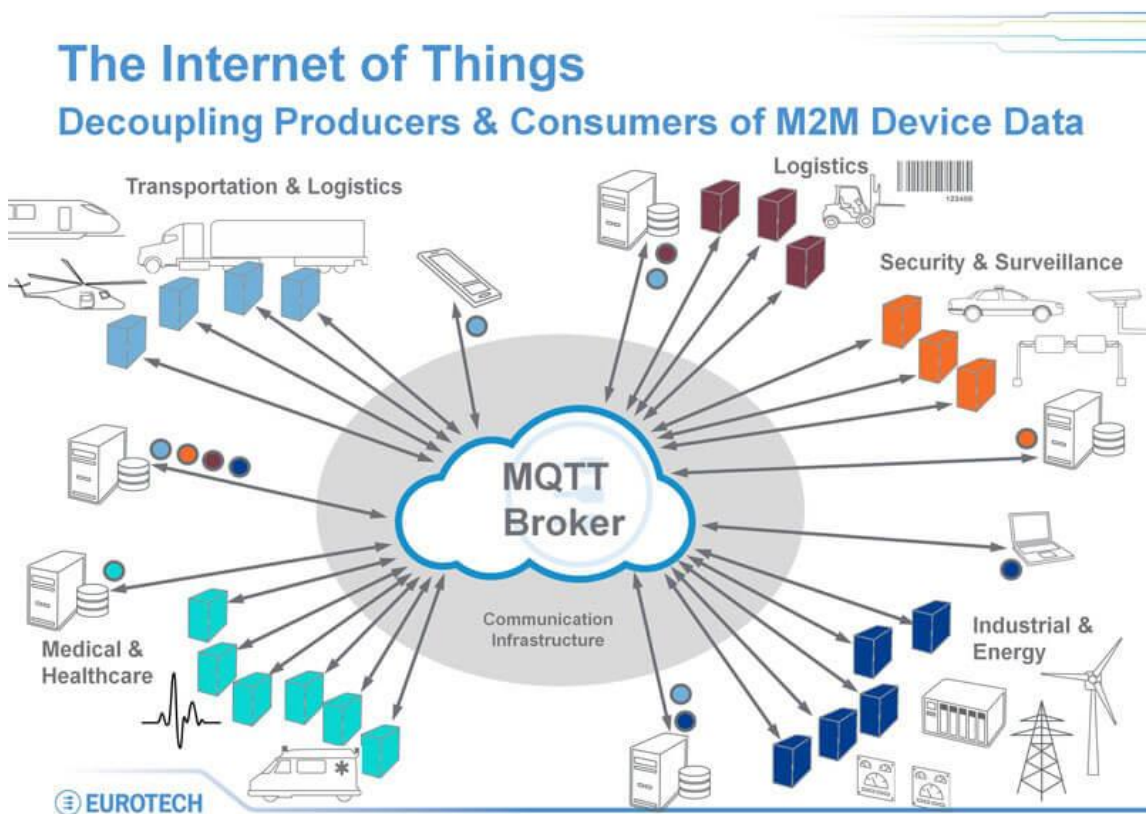 The Internet of Things
Decoupling Producers & Consumers of M2M Device Data
Transportation & Logistics
Logistics
123456
Security & Surveillance
MQTT
Broker
Communication
Infrastructure
Medical &
Healthcare
Industrial &
Energy
EUROTECH